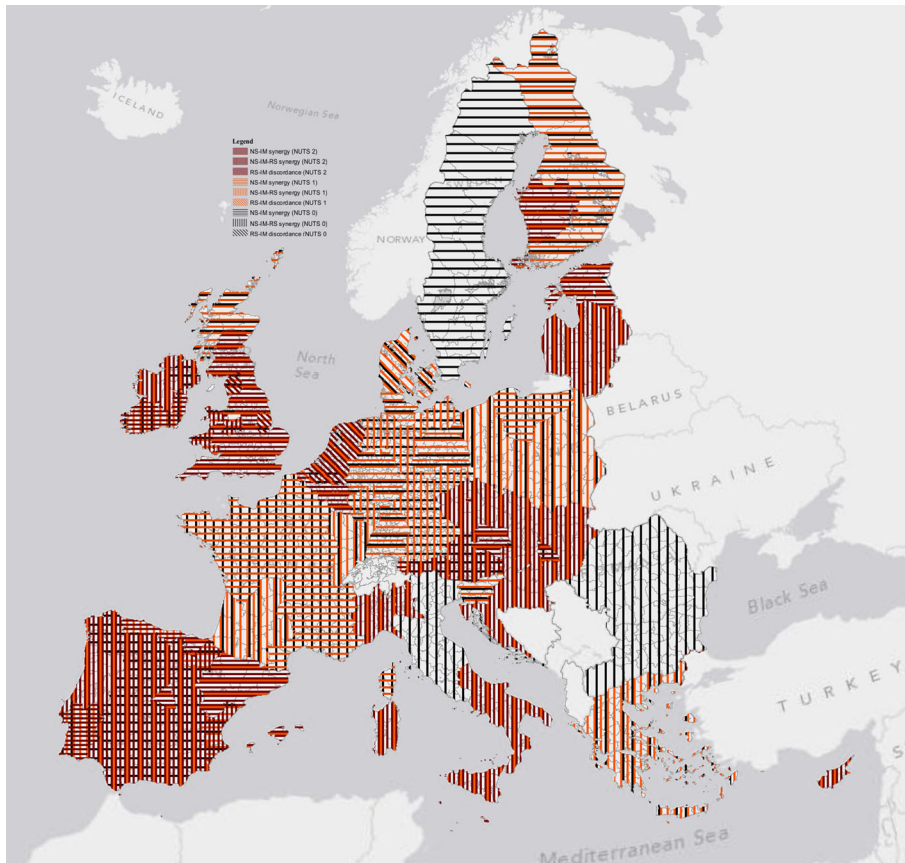 ICELAND
Norwegian Sea
Legend
NS-IM synergy (NUTS 2)
NS-IM-RS synergy (NUTS 2)
RS-IM discordance (NUTS 2
NS-IM synergy (NUTS 1)
NS-IM-RS synergy (NUTS 1)
RS-IM discordance (NUTS 1
NS-IM synergy (NUTS 0)
NS-IM-RS synergy (NUTS 0)
RS-IM discordance (NUTS 0
NORWAY
North
Sea
BELARUS
UKRAINE
Black Sea
TURKEY
Mediterranean Sea